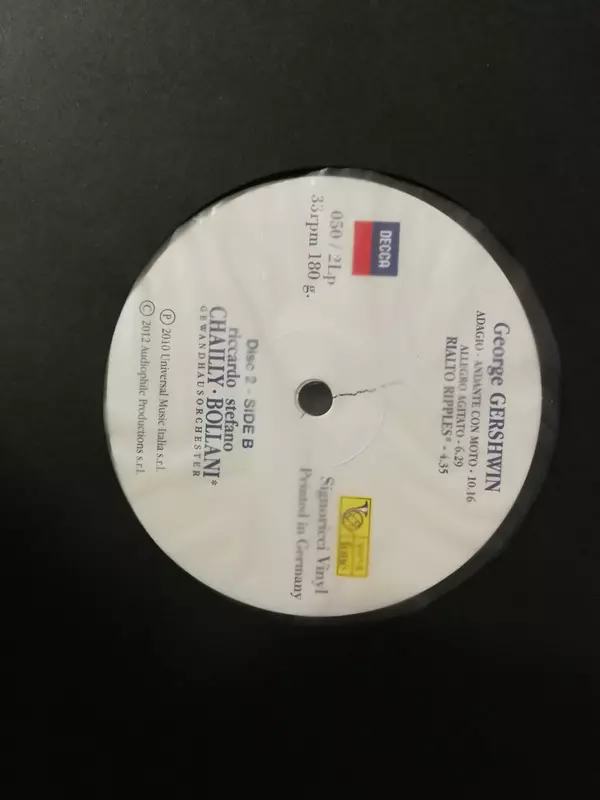 George GERSHWIN
ADAGIO - ANDANTE CON MOTO - 10.16
ALLEGRO AGITATO - 6.29
RIALTO RIPPLES* - 4.35
DECCA
050 / 2Lp
33rpm 180 g.
Signoricci Vinyl
Printed in Germany
Disc 2 - SIDE B
riccardo stefano
CHAILLY · BOLLANI*
GEWANDHAUSORCHESTER
Ⓟ 2010 Universal Music Italia s.r.l.
© 2012 Audiophile Productions s.r.l.